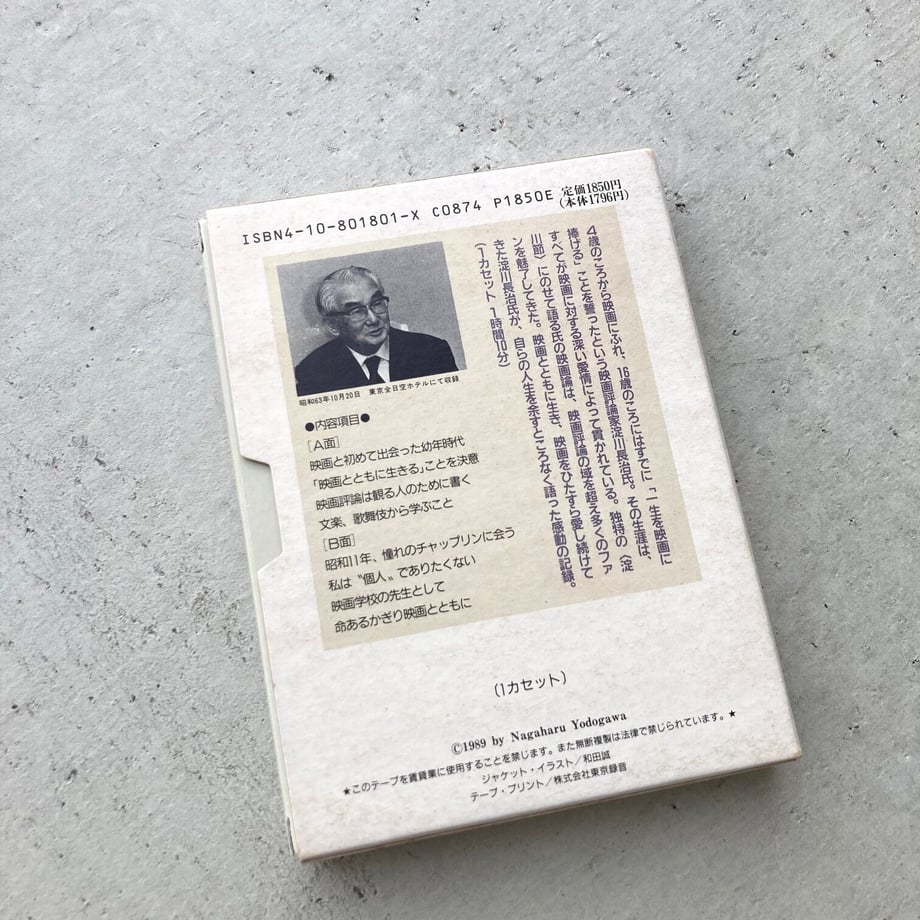 ISBN4-10-801801-X C0874 P1850E 定価1850円
(本体1796円)
4歳のころから映画にふれ、16歳のころにはすでに「一生を映画に
捧げる」ことを誓ったという映画評論家淀川長治氏。その生涯は、
すべてが映画に対する深い愛情によって貫かれている。独特の〈淀
川節〉にのせて語る氏の映画論は、映画評論の域を超え多くのファ
ンを魅了してきた。映画とともに生き、映画をひたすら愛し続けて
きた淀川長治氏が、自らの人生を余すところなく語った感動の記録。
(1カセット 1時間10分)
昭和63年10月20日 東京全日空ホテルにて収録
●内容項目●
[A面]
映画と初めて出会った幼年時代
「映画とともに生きる」ことを決意
映画評論は観る人のために書く
文楽、歌舞伎から学ぶこと
[B面]
昭和11年、憧れのチャップリンに会う
私は〝個人〟でありたくない
映画学校の先生として
命あるかぎり映画とともに
(1カセット)
©1989 by Nagaharu Yodogawa
★このテープを賃貸業に使用することを禁じます。また無断複製は法律で禁じられています。★
ジャケット・イラスト/和田誠
テープ・プリント/株式会社東京録音